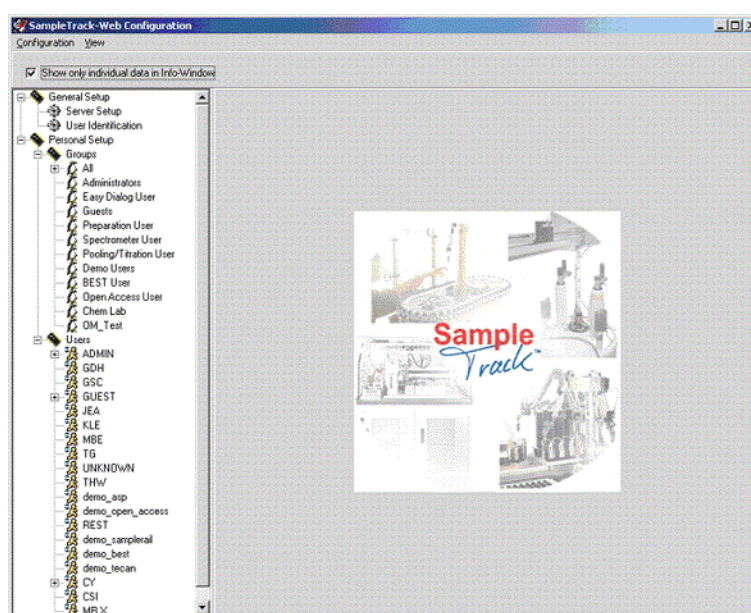 SampleTrack-Web Configuration
Configuration View
Show only individual data in Info-Window
General Setup
Server Setup
User Identification
Personal Setup
Groups
All
Administrators
Easy Dialog User
Guests
Preparation User
Spectrometer User
Pooling/Titration User
Demo Users
BEST User
Open Access User
Chem Lab
OM_Test
Users
ADMIN
GDH
GSC
GUEST
JEA
KLE
MBE
TG
UNKNOWN
THW
demo_asp
demo_open_access
REST
demo_samplerail
demo_best
demo_tecan
CY
CSI
Sample
Track™